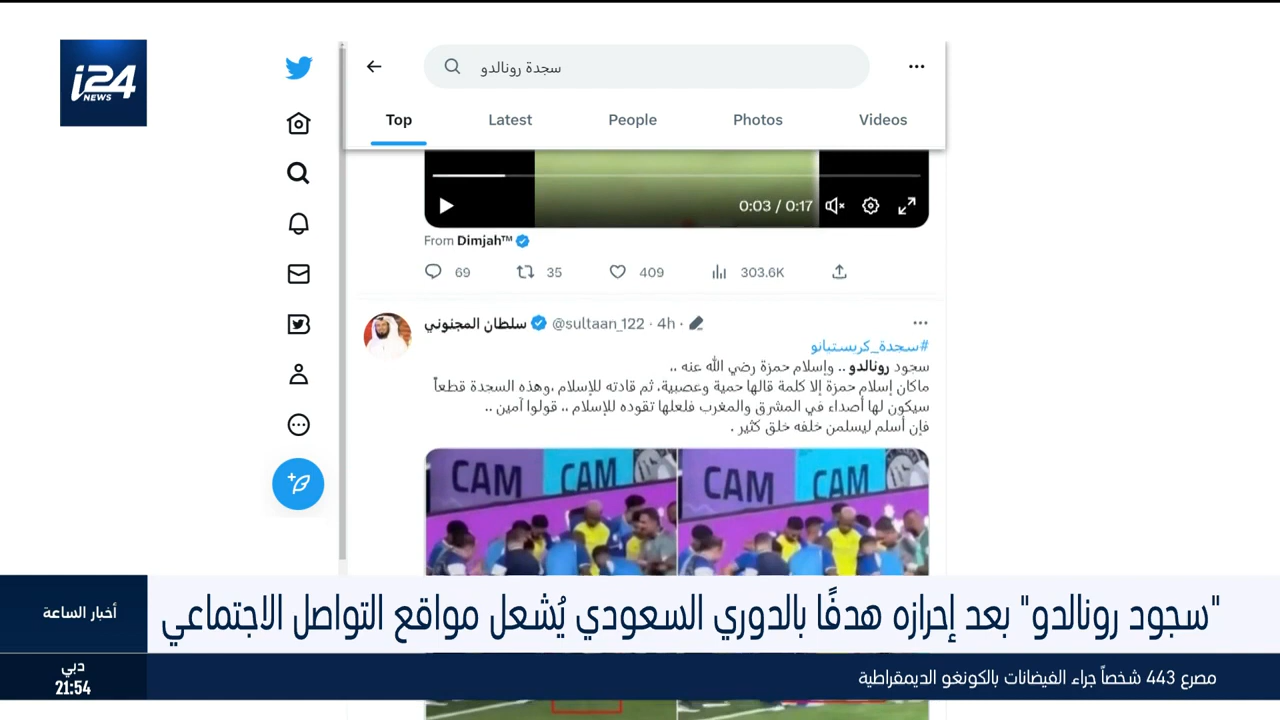 i24
NEWS
سجدة رونالدو
Top
Latest
People
Photos
Videos
0:03 / 0:17
From Dimjah™
69
35
409
303.6K
سلطان المجنوني @sultaan_122 · 4h ·
#سجدة_كريستيانو
سجود رونالدو .. وإسلام حمزة رضي الله عنه ..
ماكان إسلام حمزة إلا كلمة قالها حمية وعصبية، ثم قادته للإسلام ،وهذه السجدة قطعاً
سيكون لها أصداء في المشرق والمغرب فلعلها تقوده للإسلام .. قولوا آمين ..
فإن أسلم ليسلمن خلفه خلق كثير .
CAM
CAM
CAM
CAM
أخبار الساعة
"سجود رونالدو" بعد إحرازه هدفًا بالدوري السعودي يُشعل مواقع التواصل الاجتماعي
دبي
21:54
مصرع 443 شخصاً جراء الفيضانات بالكونغو الديمقراطية